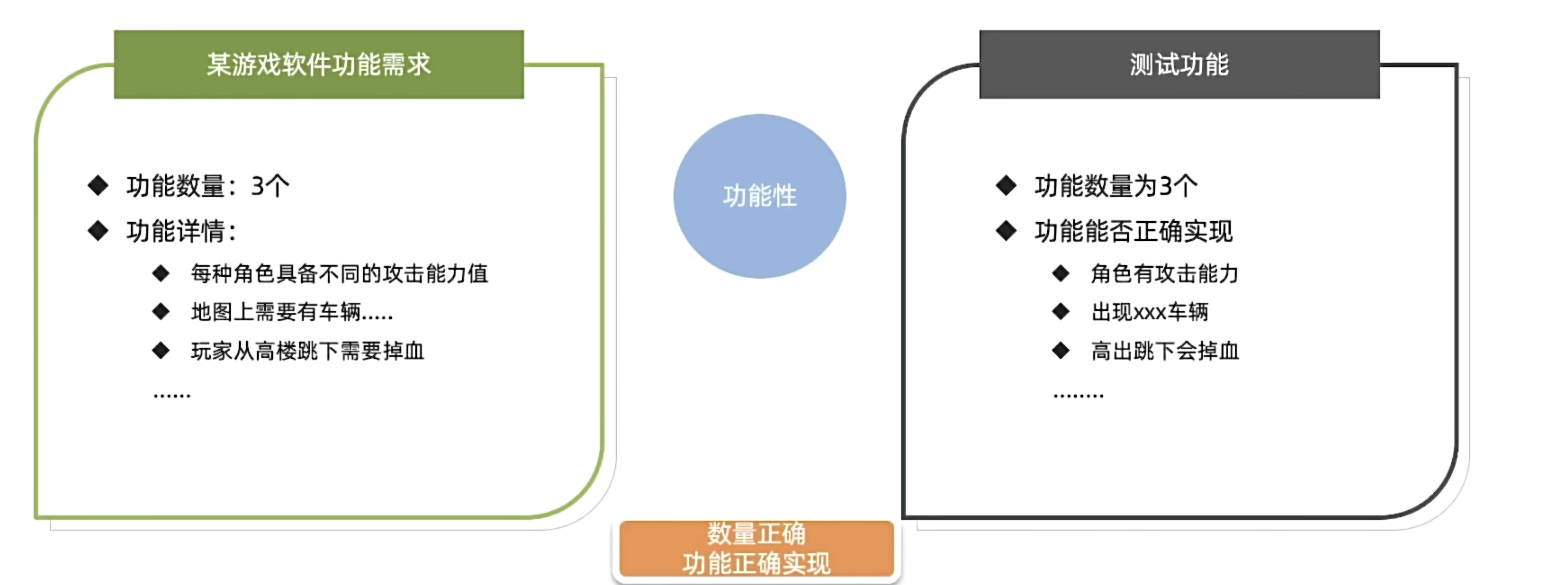 某游戏软件功能需求
功能数量：3个
功能详情：
每种角色具备不同的攻击能力值
地图上需要有车辆.....
玩家从高楼跳下需要掉血
......
功能性
测试功能
功能数量为3个
功能能否正确实现
角色有攻击能力
出现xxx车辆
高出跳下会掉血
........
数量正确
功能正确实现